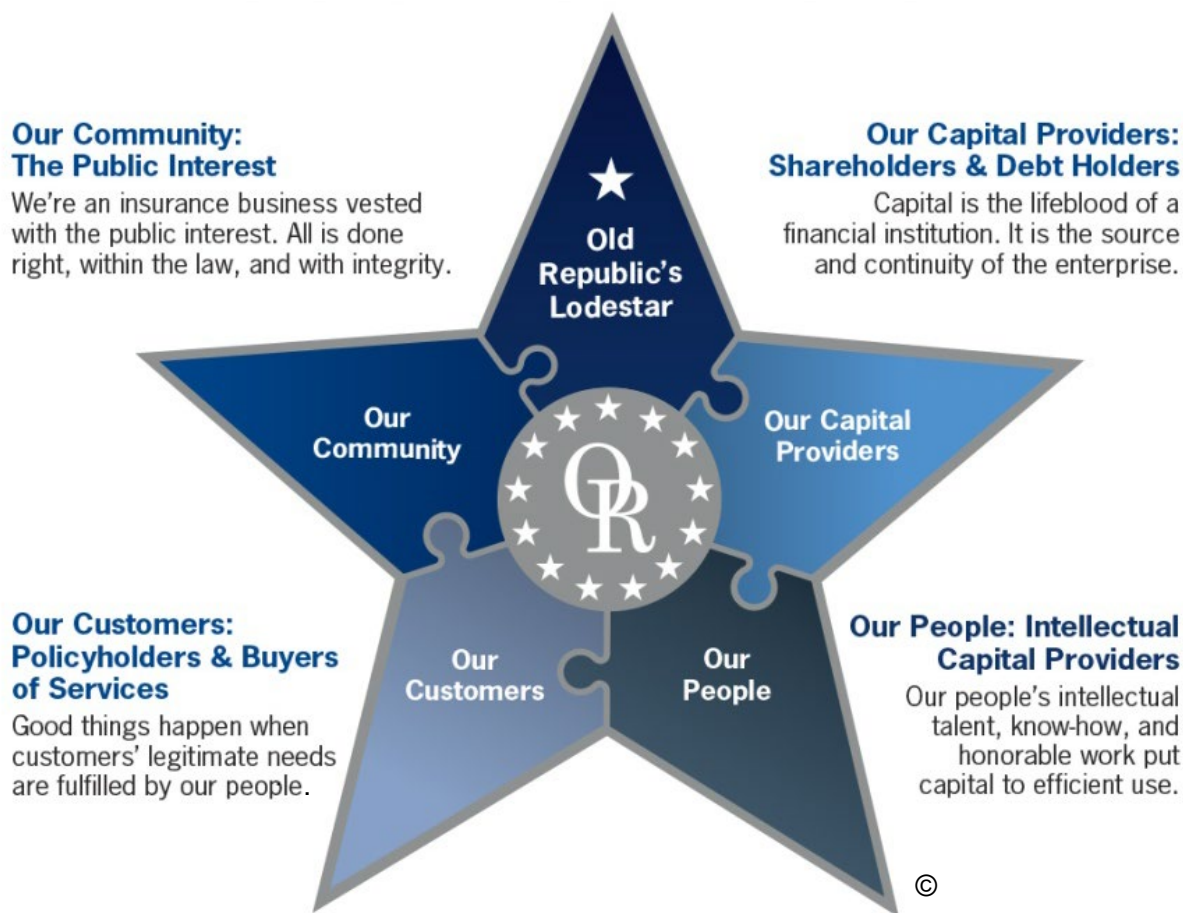 Our Community:
The Public Interest
We're an insurance business vested
with the public interest. All is done
right, within the law, and with integrity.
Our Capital Providers:
Shareholders & Debt Holders
Capital is the lifeblood of a
financial institution. It is the source
and continuity of the enterprise.
Old
Republic's
Lodestar
Our
Community
Our Capital
Providers
OR
Our
Customers
Our
People
Our Customers:
Policyholders & Buyers
of Services
Good things happen when
customers' legitimate needs
are fulfilled by our people.
Our People: Intellectual
Capital Providers
Our people's intellectual
talent, know-how, and
honorable work put
capital to efficient use.
©